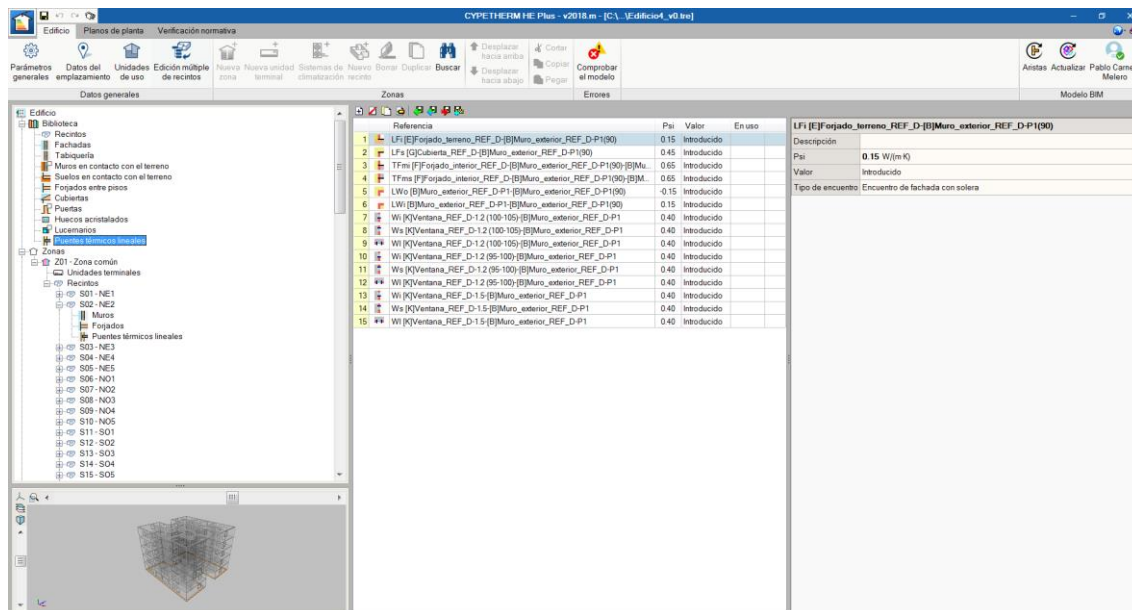 CYPETHERM HE Plus - v2018.m - [C:\...\Edificio4_v0.tre]
Edificio Planos de planta Verificación normativa
Parámetros generales
Datos del emplazamiento
Unidades de uso
Edición múltiple de recintos
Nueva zona
Nueva unidad terminal
Sistemas de climatización
Nuevo recinto
Borrar
Duplicar
Buscar
Desplazar hacia arriba
Desplazar hacia abajo
Cortar
Copiar
Pegar
Comprobar el modelo
Aristas
Actualizar
Melero
Datos generales Zonas Errores Modelo BIM
Edificio
Biblioteca
Recintos
Fachadas
Tabiquería
Muros en contacto con el terreno
Suelos en contacto con el terreno
Forjados entre pisos
Cubiertas
Puertas
Huecos acristalados
Lucernarios
Puentes térmicos lineales
Zonas
Z01 - Zona común
Unidades terminales
Recintos
S01 - NE1
S02 - NE2
Muros
Forjados
Puentes térmicos lineales
S03 - NE3
S04 - NE4
S05 - NE5
S06 - NO1
S07 - NO2
S08 - NO3
S09 - NO4
S10 - NO5
S11 - SO1
S12 - SO2
S13 - SO3
S14 - SO4
S15 - SO5
Referencia Psi Valor En uso
1 LFi [E]Forjado_terreno_REF_D-[B]Muro_exterior_REF_D-P1(90) 0.15 Introducido
2 LFs [G]Cubierta_REF_D-[B]Muro_exterior_REF_D-P1(90) 0.45 Introducido
3 TFmi [F]Forjado_interior_REF_D-[B]Muro_exterior_REF_D-P1(90)-[B]Mu... 0.65 Introducido
4 TFms [F]Forjado_interior_REF_D-[B]Muro_exterior_REF_D-P1(90)-[B]M... 0.65 Introducido
5 LWo [B]Muro_exterior_REF_D-P1-[B]Muro_exterior_REF_D-P1(90) -0.15 Introducido
6 LWi [B]Muro_exterior_REF_D-P1-[B]Muro_exterior_REF_D-P1(90) 0.15 Introducido
7 Wi [K]Ventana_REF_D-1.2 (100-105)-[B]Muro_exterior_REF_D-P1 0.40 Introducido
8 Ws [K]Ventana_REF_D-1.2 (100-105)-[B]Muro_exterior_REF_D-P1 0.40 Introducido
9 Wl [K]Ventana_REF_D-1.2 (100-105)-[B]Muro_exterior_REF_D-P1 0.40 Introducido
10 Wi [K]Ventana_REF_D-1.2 (95-100)-[B]Muro_exterior_REF_D-P1 0.40 Introducido
11 Ws [K]Ventana_REF_D-1.2 (95-100)-[B]Muro_exterior_REF_D-P1 0.40 Introducido
12 Wl [K]Ventana_REF_D-1.2 (95-100)-[B]Muro_exterior_REF_D-P1 0.40 Introducido
13 Wi [K]Ventana_REF_D-1.5-[B]Muro_exterior_REF_D-P1 0.40 Introducido
14 Ws [K]Ventana_REF_D-1.5-[B]Muro_exterior_REF_D-P1 0.40 Introducido
15 Wl [K]Ventana_REF_D-1.5-[B]Muro_exterior_REF_D-P1 0.40 Introducido
LFi [E]Forjado_terreno_REF_D-[B]Muro_exterior_REF_D-P1(90)
Descripción
Psi 0.15 W/(m·K)
Valor Introducido
Tipo de encuentro Encuentro de fachada con solera